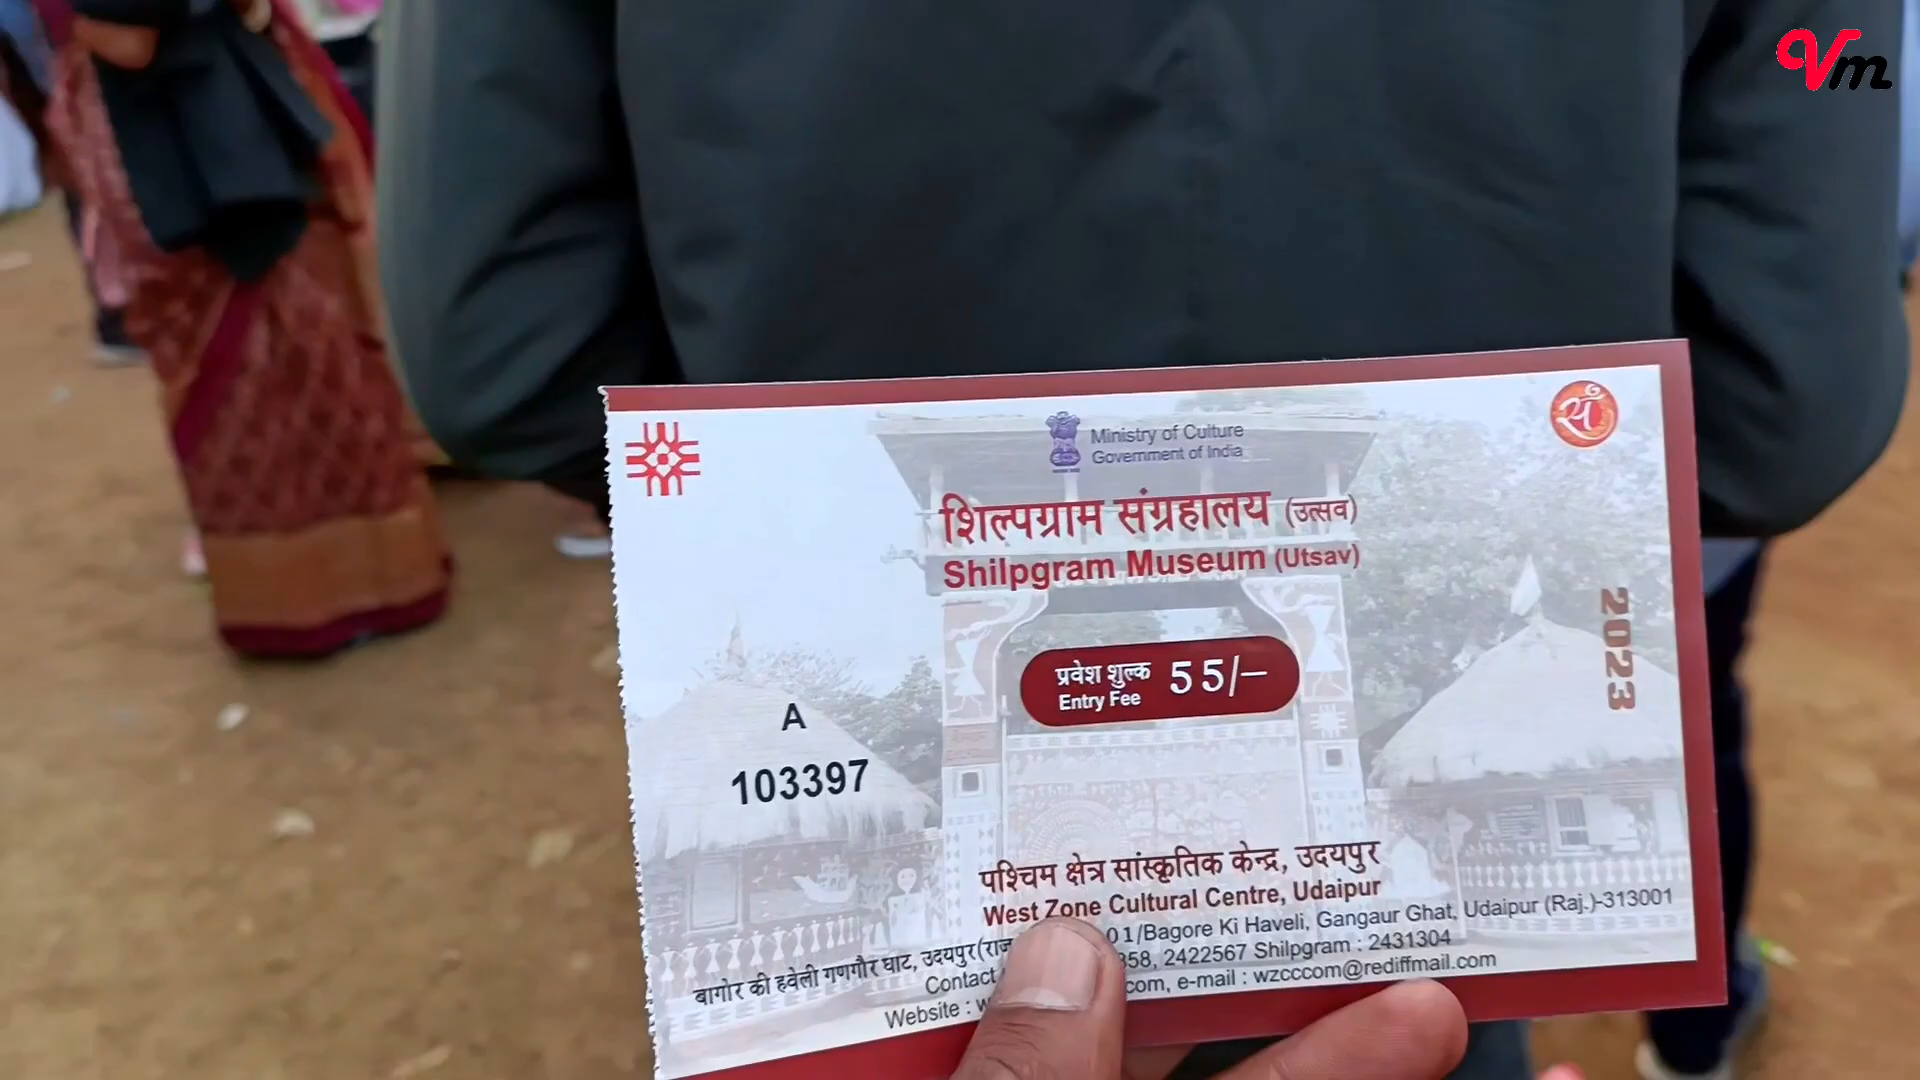 Vm
Ministry of Culture
Government of India
शिल्पग्राम संग्रहालय (उत्सव)
Shilpgram Museum (Utsav)
2023
प्रवेश शुल्क 55/-
Entry Fee
A
103397
पश्चिम क्षेत्र सांस्कृतिक केन्द्र, उदयपुर
West Zone Cultural Centre, Udaipur
बागोर की हवेली गणगौर घाट, उदयपुर 01/Bagore Ki Haveli, Gangaur Ghat, Udaipur (Raj.)-313001
Contact 858, 2422567 Shilpgram : 2431304
Website : com, e-mail : wzcccom@rediffmail.com